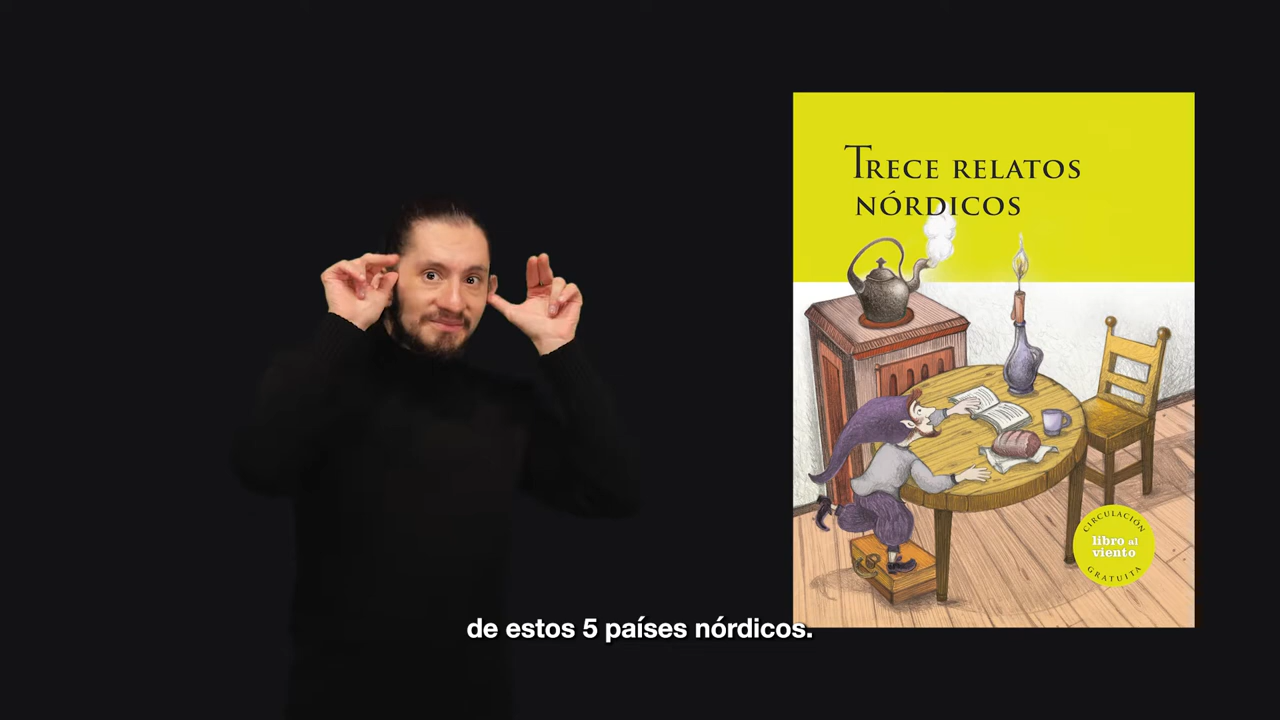 Trece relatos
nórdicos
CIRCULACIÓN
libro al
viento
GRATUITA
de estos 5 países nórdicos.